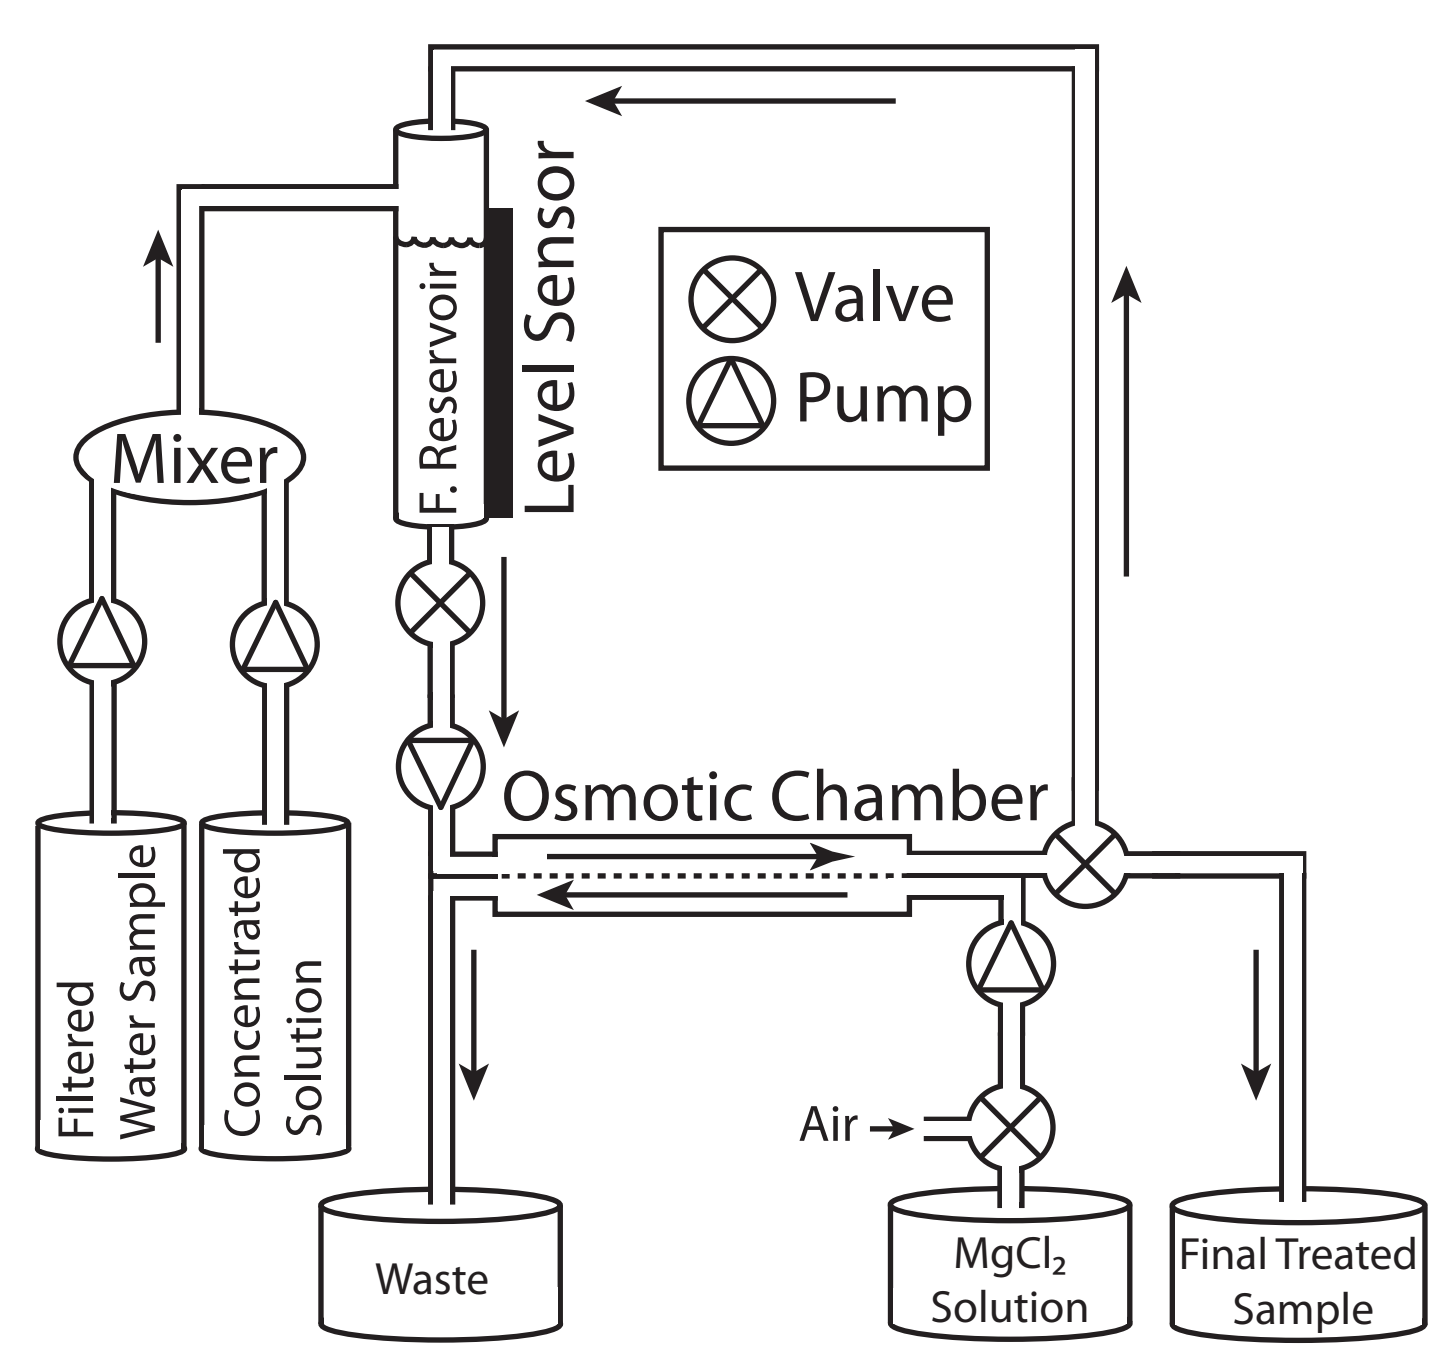 Level Sensor
F. Reservoir
Valve
Pump
Mixer
Osmotic Chamber
Filtered
Water Sample
Concentrated
Solution
Air
Waste
MgCl₂
Solution
Final Treated
Sample